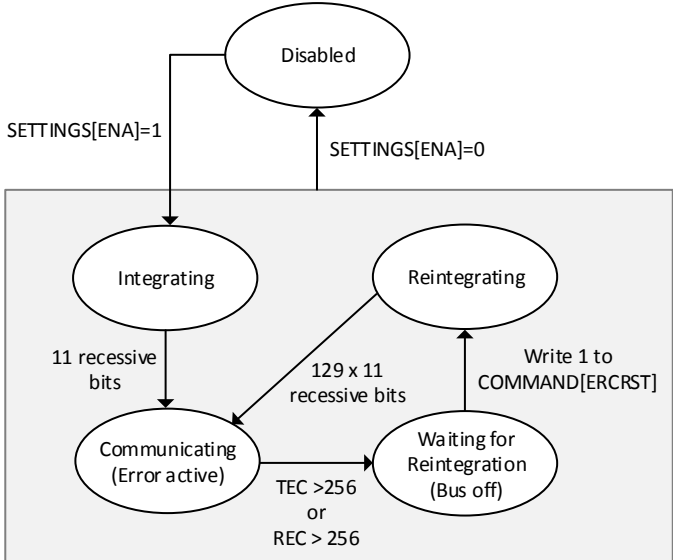 Disabled
SETTINGS[ENA]=1
SETTINGS[ENA]=0
Integrating
Reintegrating
11 recessive
bits
129 x 11
recessive bits
Write 1 to
COMMAND[ERCRST]
Communicating
(Error active)
TEC >256
or
REC > 256
Waiting for
Reintegration
(Bus off)